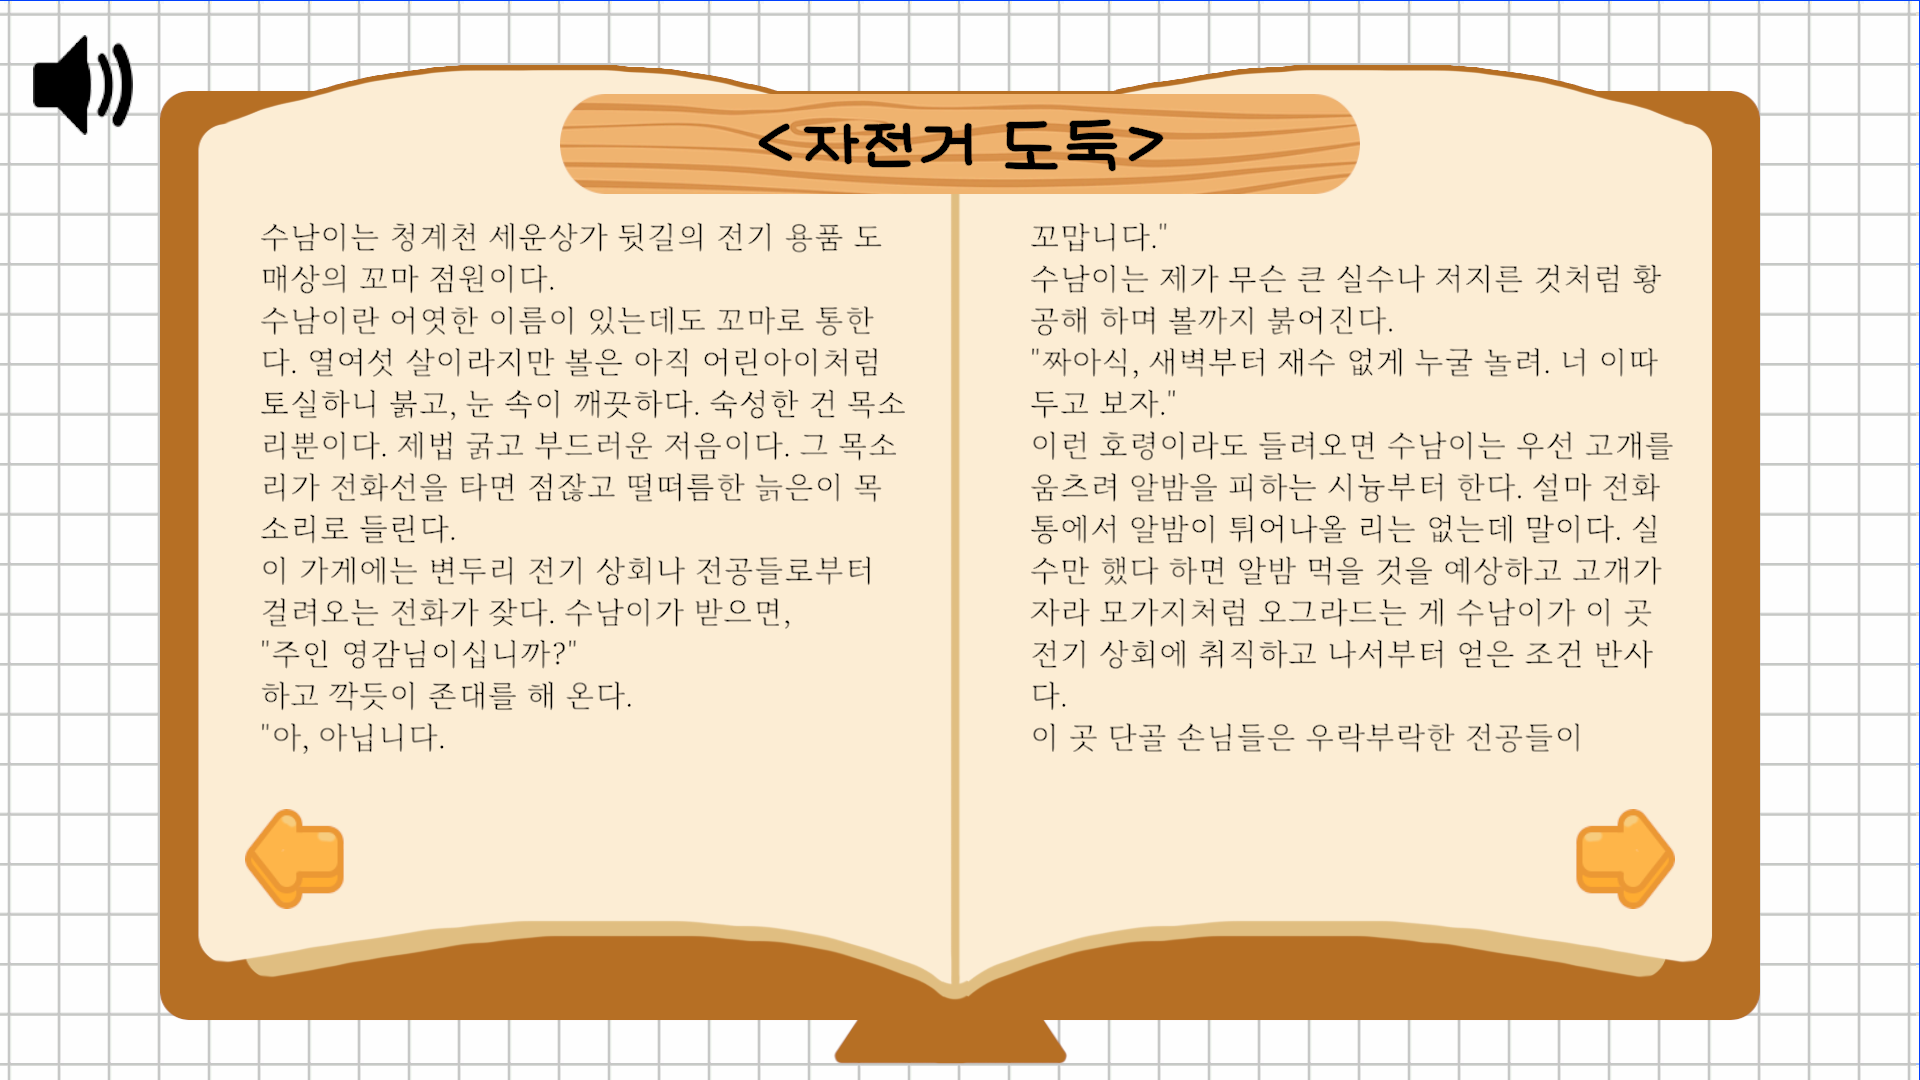 <자전거 도둑>
수남이는 청계천 세운상가 뒷길의 전기 용품 도
매상의 꼬마 점원이다.
수남이란 어엿한 이름이 있는데도 꼬마로 통한
다. 열여섯 살이라지만 볼은 아직 어린아이처럼
토실하니 붉고, 눈 속이 깨끗하다. 숙성한 건 목소
리뿐이다. 제법 굵고 부드러운 저음이다. 그 목소
리가 전화선을 타면 점잖고 떨떠름한 늙은이 목
소리로 들린다.
이 가게에는 변두리 전기 상회나 전공들로부터
걸려오는 전화가 잦다. 수남이가 받으면,
"주인 영감님이십니까?"
하고 깍듯이 존대를 해 온다.
"아, 아닙니다.
꼬맙니다."
수남이는 제가 무슨 큰 실수나 저지른 것처럼 황
공해 하며 볼까지 붉어진다.
"짜아식, 새벽부터 재수 없게 누굴 놀려. 너 이따
두고 보자."
이런 호령이라도 들려오면 수남이는 우선 고개를
움츠려 알밤을 피하는 시늉부터 한다. 설마 전화
통에서 알밤이 튀어나올 리는 없는데 말이다. 실
수만 했다 하면 알밤 먹을 것을 예상하고 고개가
자라 모가지처럼 오그라드는 게 수남이가 이 곳
전기 상회에 취직하고 나서부터 얻은 조건 반사
다.
이 곳 단골 손님들은 우락부락한 전공들이